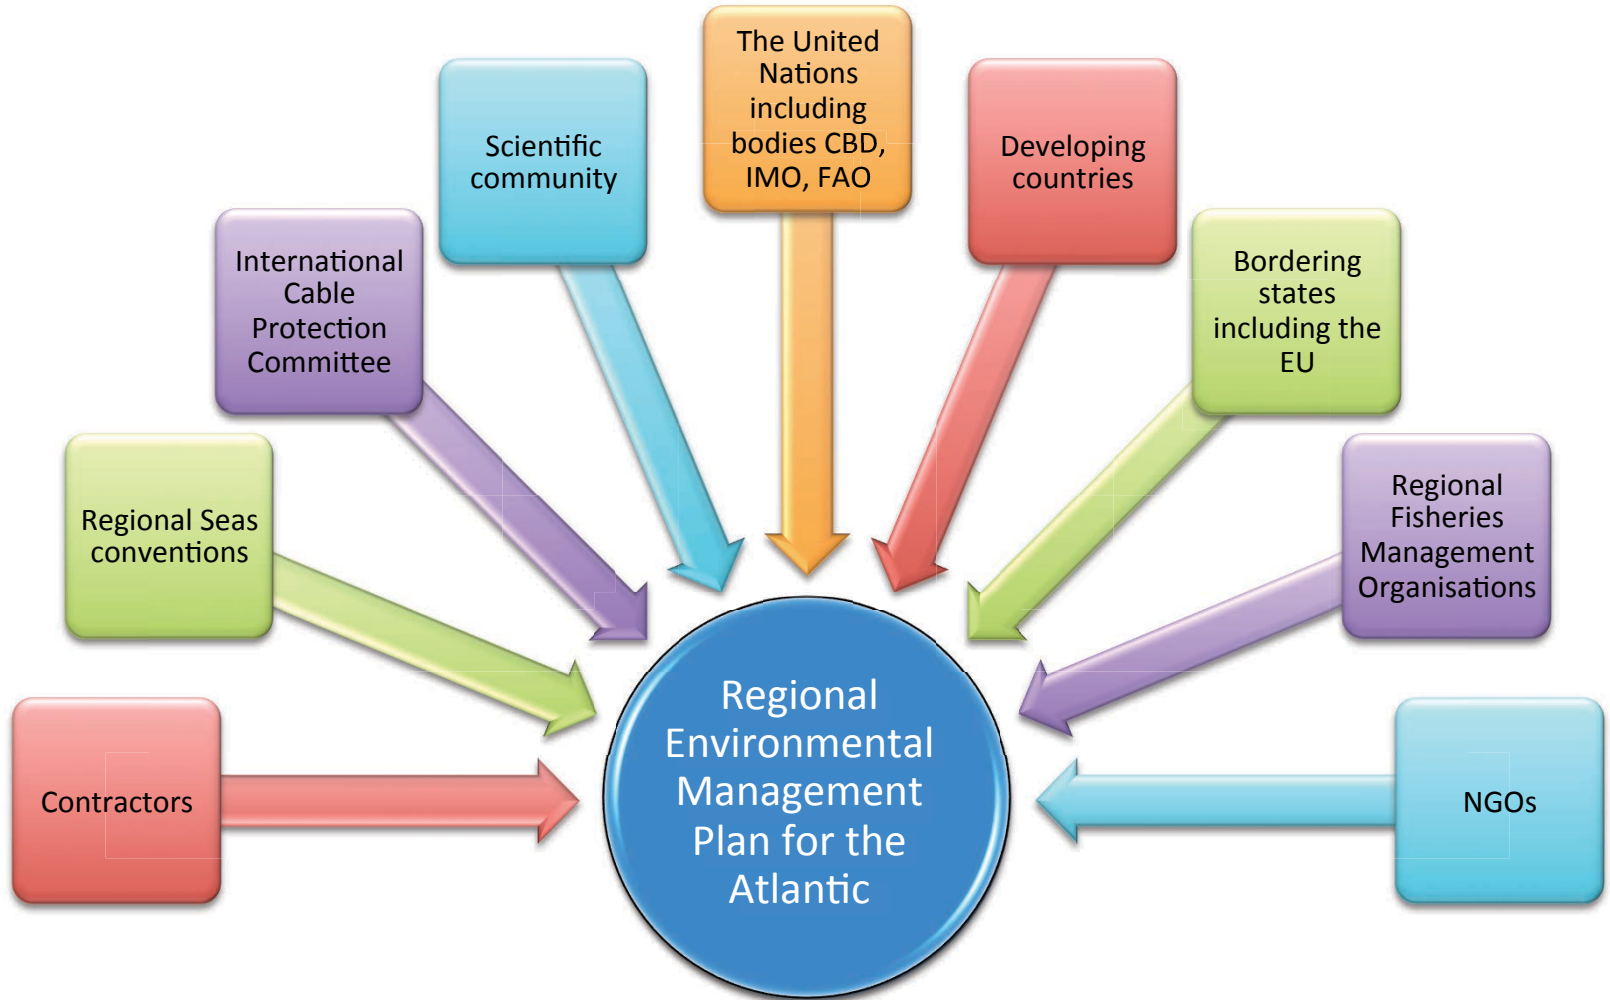 The United
Nations
including
bodies CBD,
IMO, FAO
Scientific
community
Developing
countries
International
Cable
Protection
Committee
Bordering
states
including the
EU
Regional Seas
conventions
Regional
Fisheries
Management
Organisations
Contractors
NGOs
Regional
Environmental
Management
Plan for the
Atlantic